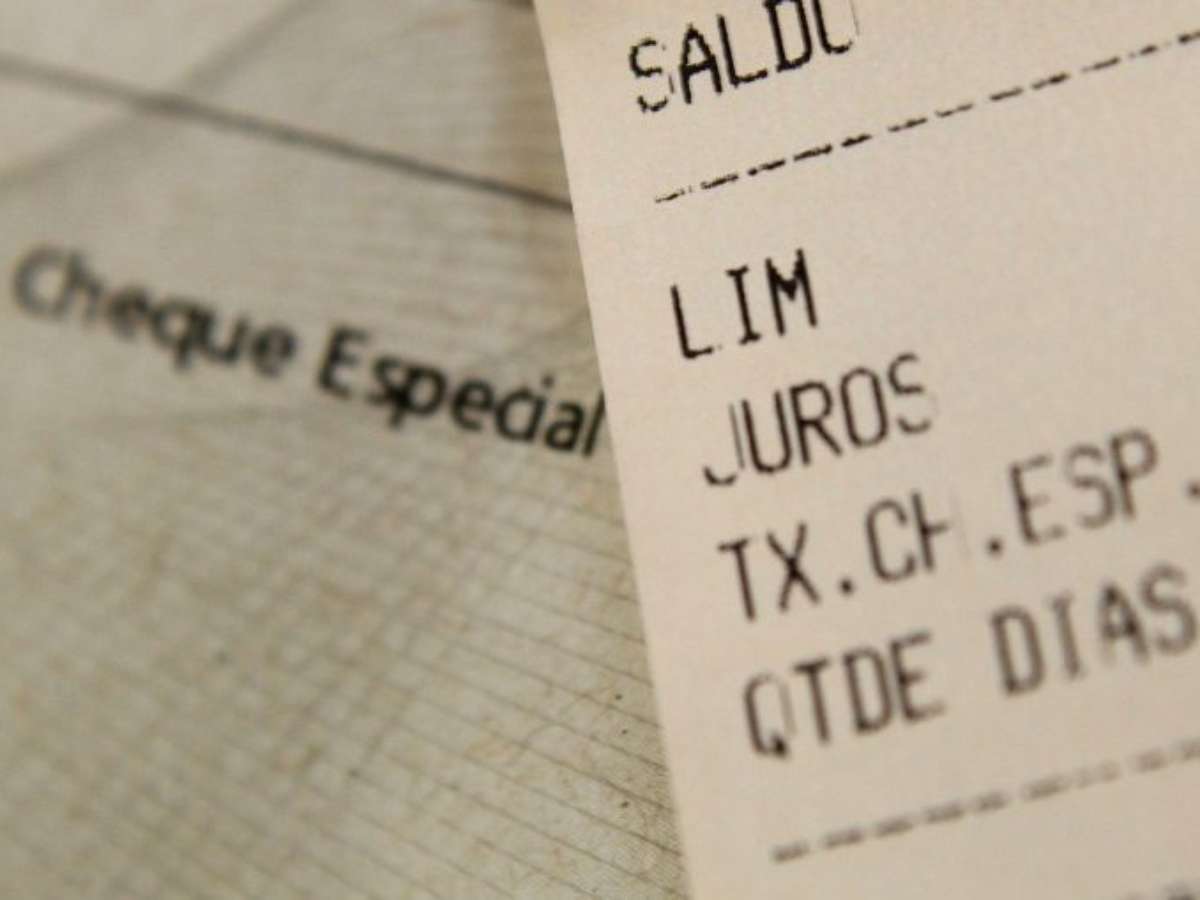 Cheque Especial
SALDO
LIM
JUROS
TX.CH.ESP.
QTDE DIAS